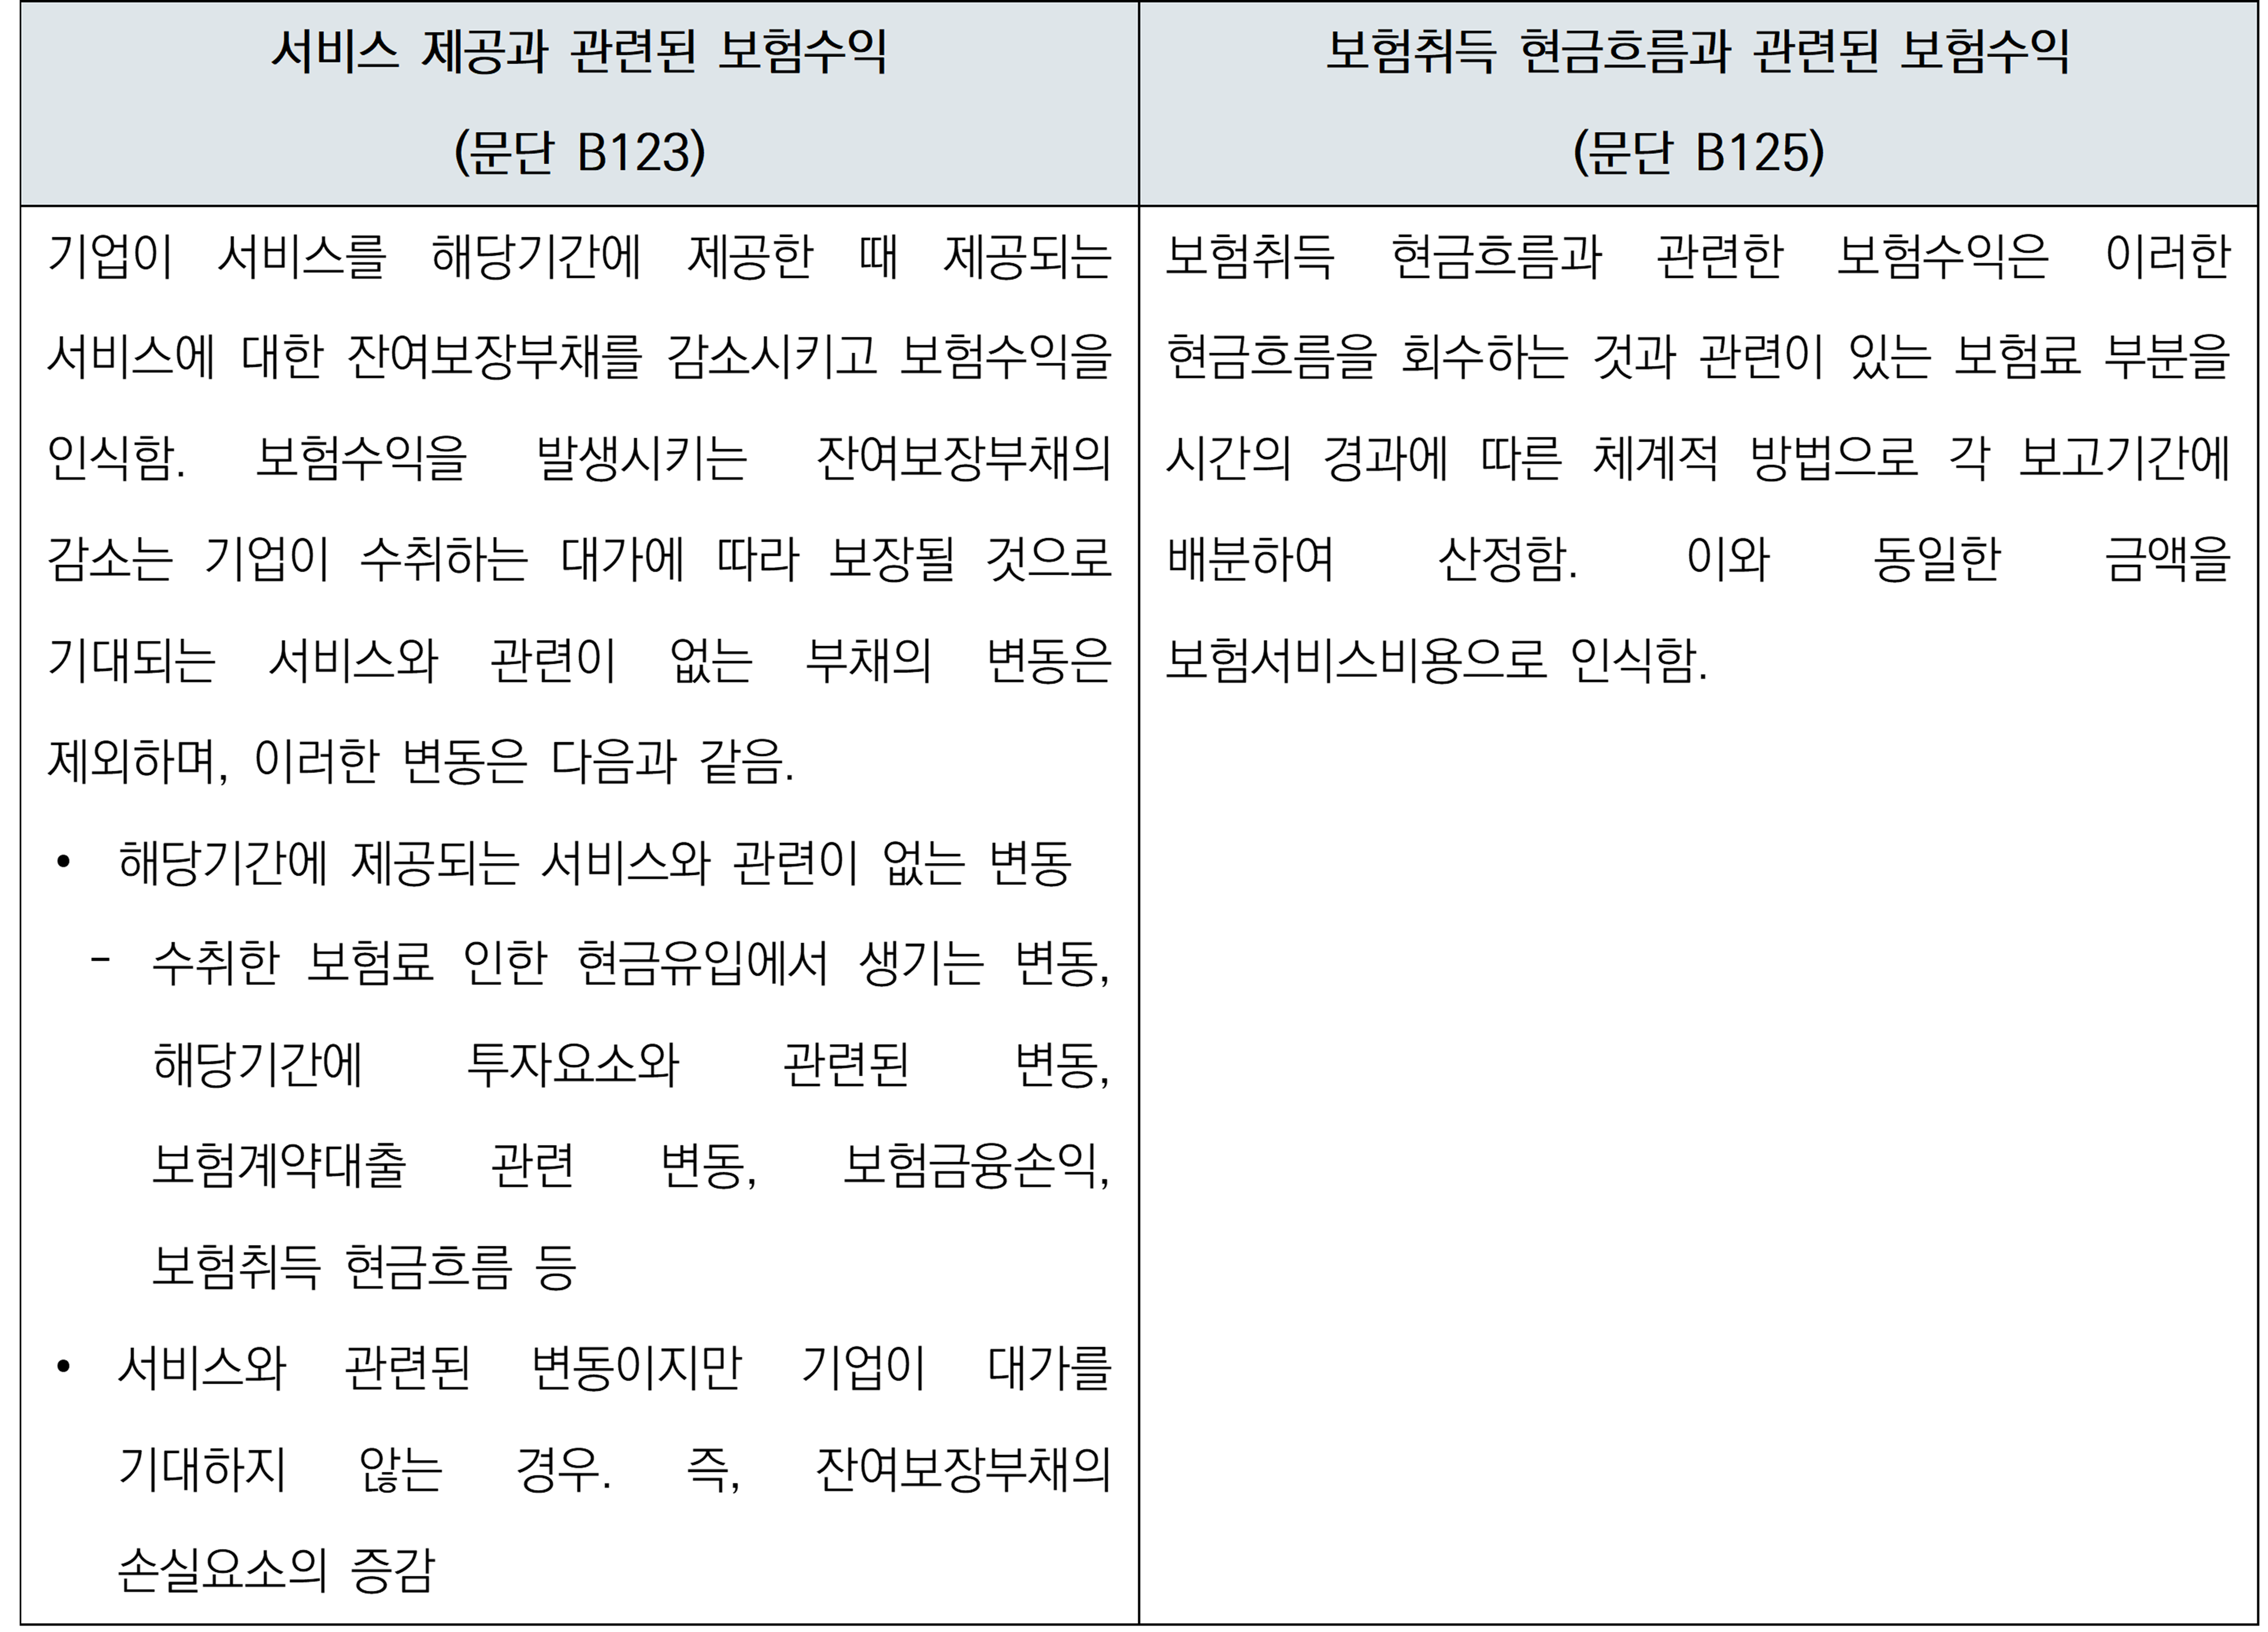 서비스 제공과 관련된 보험수익
(문단 B123)
보험취득 현금흐름과 관련된 보험수익
(문단 B125)
기업이 서비스를 해당기간에 제공한 때 제공되는
서비스에 대한 잔여보장부채를 감소시키고 보험수익을
인식함. 보험수익을 발생시키는 잔여보장부채의
감소는 기업이 수취하는 대가에 따라 보장될 것으로
기대되는 서비스와 관련이 없는 부채의 변동은
제외하며, 이러한 변동은 다음과 같음.
• 해당기간에 제공되는 서비스와 관련이 없는 변동
- 수취한 보험료 인한 현금유입에서 생기는 변동,
해당기간에 투자요소와 관련된 변동,
보험계약대출 관련 변동, 보험금융손익,
보험취득 현금흐름 등
• 서비스와 관련된 변동이지만 기업이 대가를
기대하지 않는 경우. 즉, 잔여보장부채의
손실요소의 증감
보험취득 현금흐름과 관련한 보험수익은 이러한
현금흐름을 회수하는 것과 관련이 있는 보험료 부분을
시간의 경과에 따른 체계적 방법으로 각 보고기간에
배분하여 산정함. 이와 동일한 금액을
보험서비스비용으로 인식함.